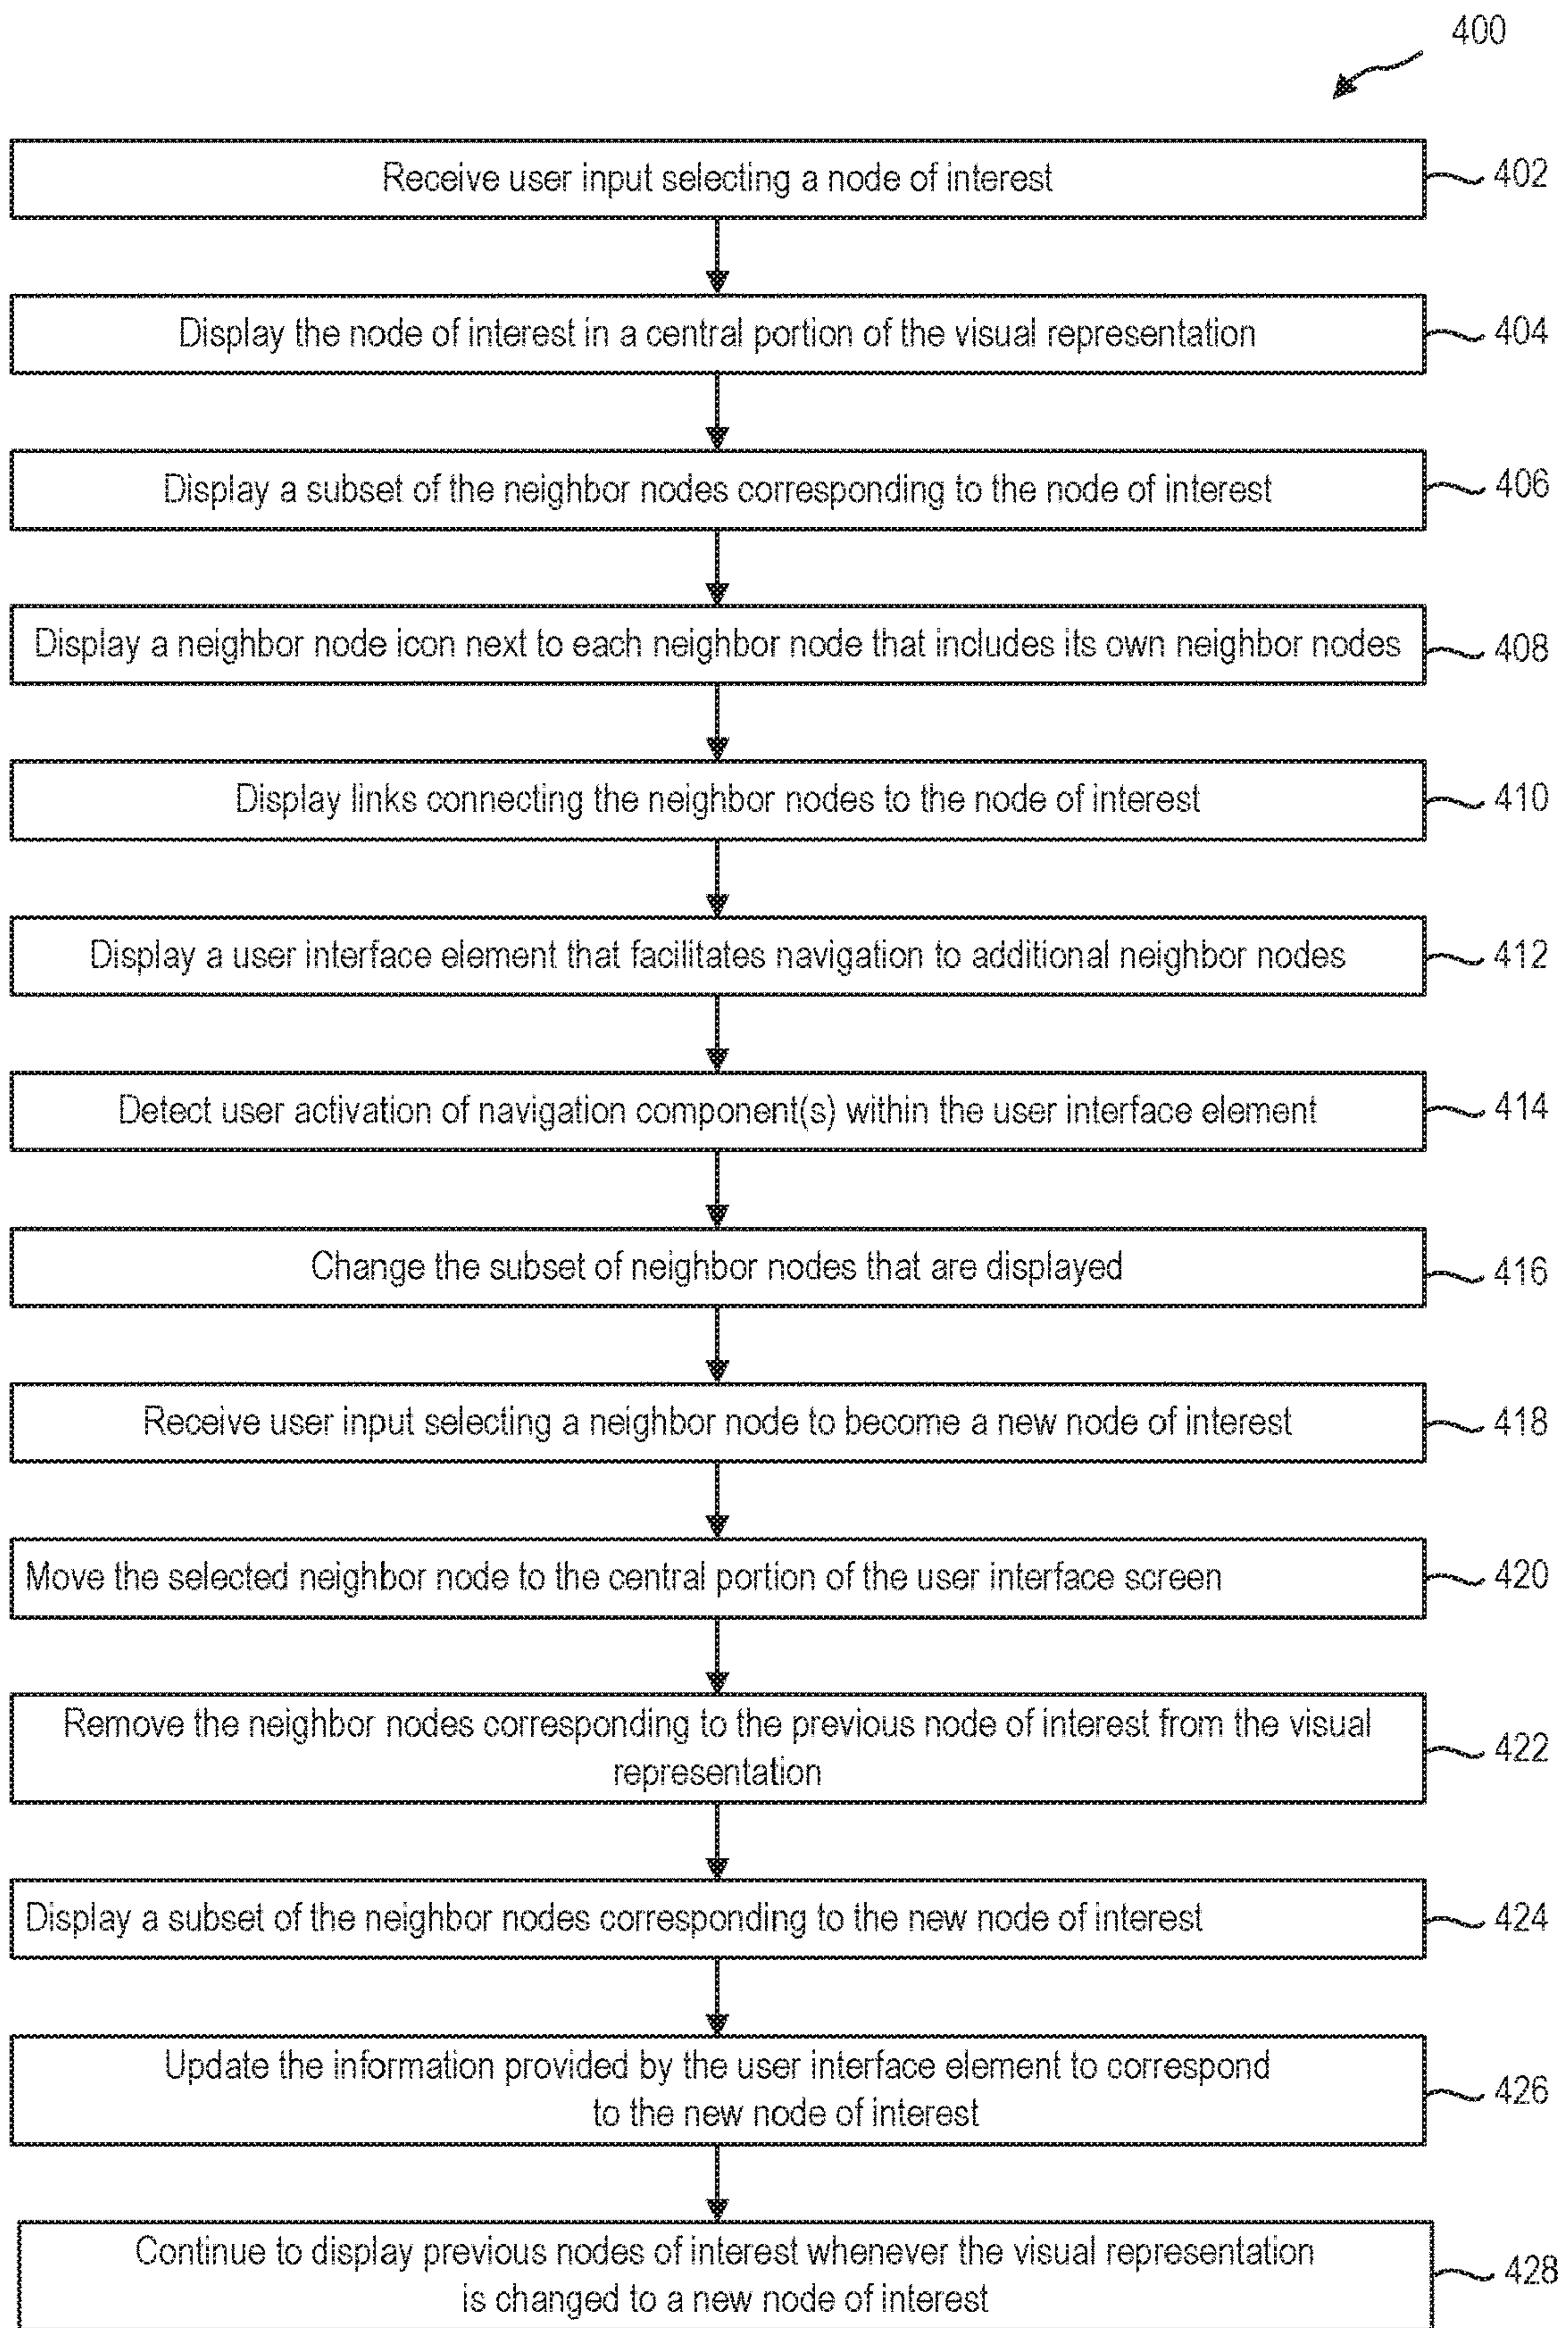 400
Receive user input selecting a node of interest
402
Display the node of interest in a central portion of the visual representation
404
Display a subset of the neighbor nodes corresponding to the node of interest
406
Display a neighbor node icon next to each neighbor node that includes its own neighbor nodes
408
Display links connecting the neighbor nodes to the node of interest
410
Display a user interface element that facilitates navigation to additional neighbor nodes
412
Detect user activation of navigation component(s) within the user interface element
414
Change the subset of neighbor nodes that are displayed
416
Receive user input selecting a neighbor node to become a new node of interest
418
Move the selected neighbor node to the central portion of the user interface screen
420
Remove the neighbor nodes corresponding to the previous node of interest from the visual
representation
422
Display a subset of the neighbor nodes corresponding to the new node of interest
424
Update the information provided by the user interface element to correspond
to the new node of interest
426
Continue to display previous nodes of interest whenever the visual representation
is changed to a new node of interest
428